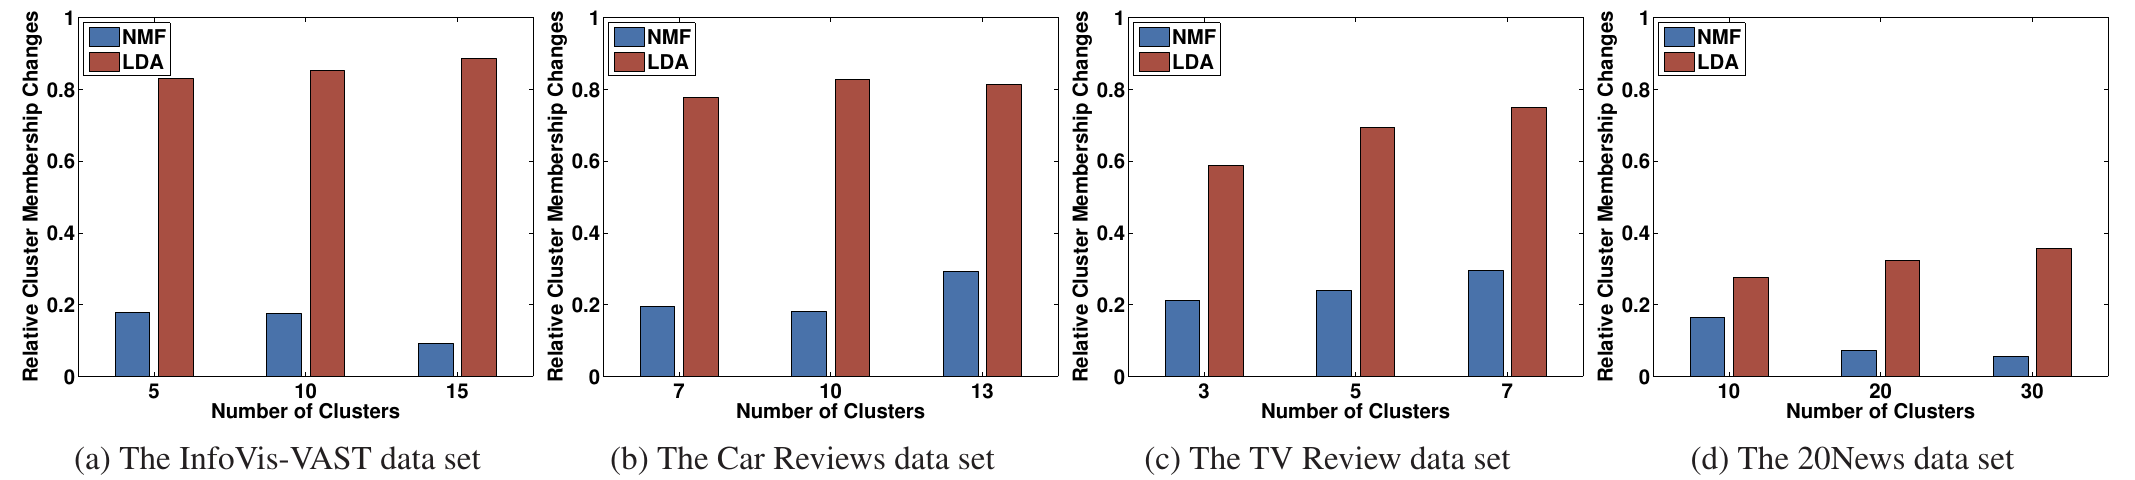 Relative Cluster Membership Changes
1
0.8
0.6
0.4
0.2
0
NMF
LDA
5 10 15
Number of Clusters
(a) The InfoVis-VAST data set
Relative Cluster Membership Changes
1
0.8
0.6
0.4
0.2
0
NMF
LDA
7 10 13
Number of Clusters
(b) The Car Reviews data set
Relative Cluster Membership Changes
1
0.8
0.6
0.4
0.2
0
NMF
LDA
3 5 7
Number of Clusters
(c) The TV Review data set
Relative Cluster Membership Changes
1
0.8
0.6
0.4
0.2
0
NMF
LDA
10 20 30
Number of Clusters
(d) The 20News data set